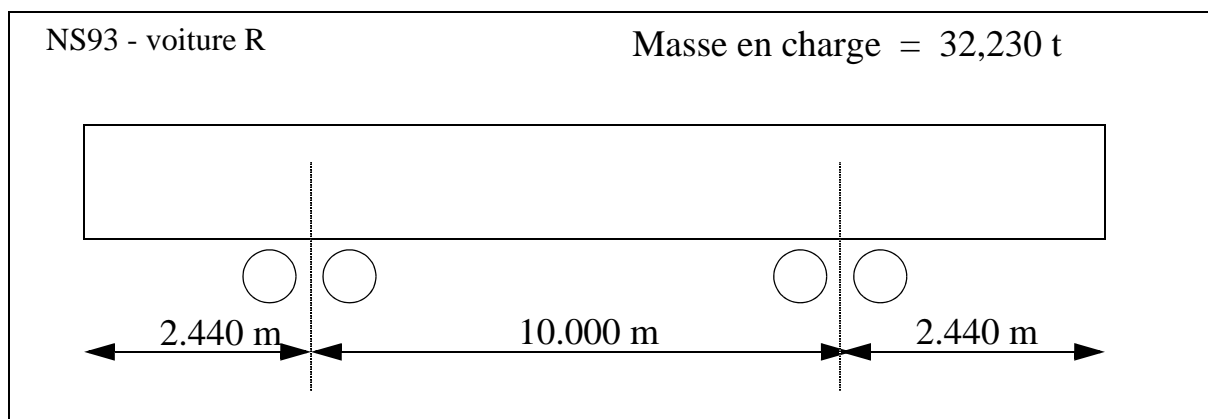 NS93 - voiture R
Masse en charge = 32,230 t
2.440 m
10.000 m
2.440 m